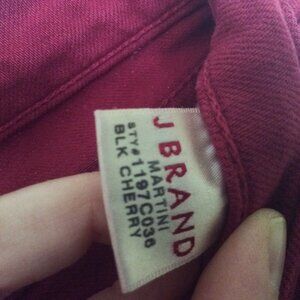 J BRAND
MARTINI
STY#1197C036
BLK CHERRY